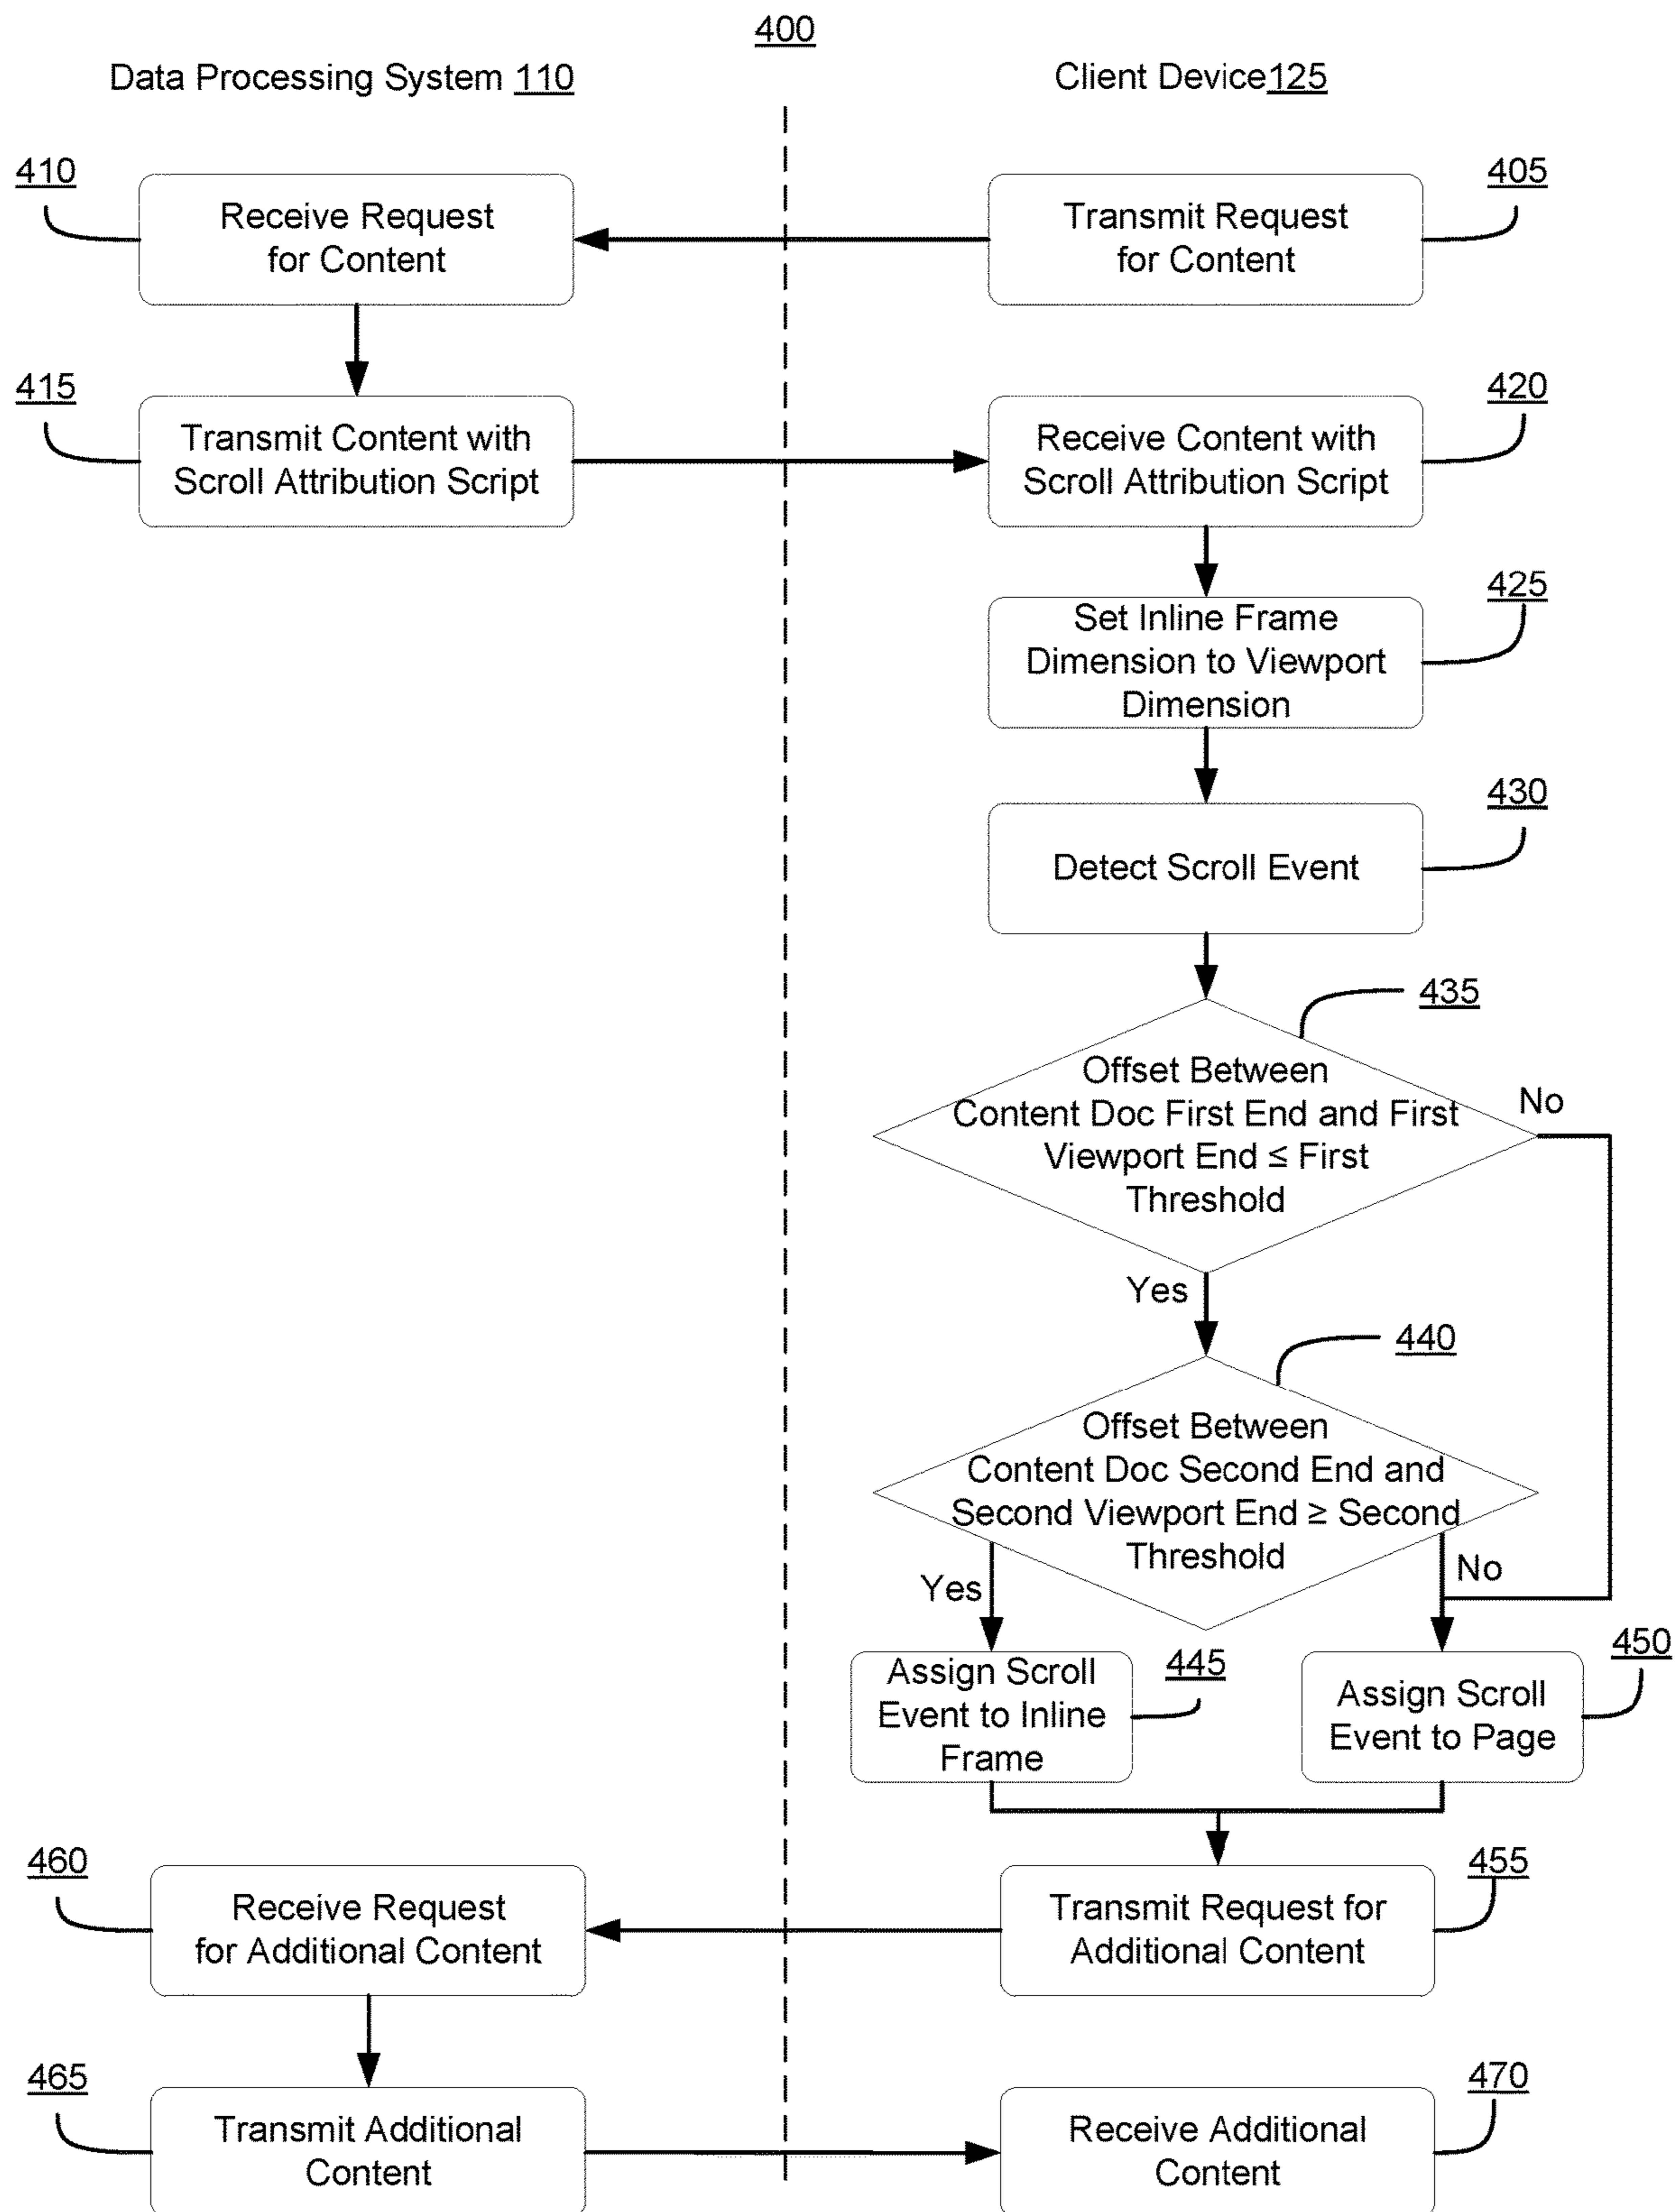 400
Data Processing System 110
Client Device125
410
Receive Request
for Content
405
Transmit Request
for Content
415
Transmit Content with
Scroll Attribution Script
420
Receive Content with
Scroll Attribution Script
425
Set Inline Frame
Dimension to Viewport
Dimension
430
Detect Scroll Event
435
Offset Between
Content Doc First End and First
Viewport End ≤ First
Threshold
No
Yes
440
Offset Between
Content Doc Second End and
Second Viewport End ≥ Second
Threshold
Yes
No
445
Assign Scroll
Event to Inline
Frame
450
Assign Scroll
Event to Page
460
Receive Request
for Additional Content
455
Transmit Request for
Additional Content
465
Transmit Additional
Content
470
Receive Additional
Content